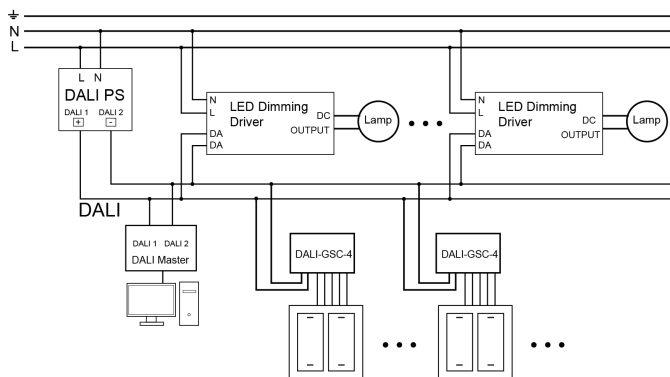 N
L
L N
DALI PS
DALI 1 DALI 2
+ -
N
L
DA
DA
LED Dimming
Driver
DC
OUTPUT
Lamp
N
L
DA
DA
LED Dimming
Driver
DC
OUTPUT
Lamp
DALI
DALI 1 DALI 2
DALI Master
DALI-GSC-4
DALI-GSC-4